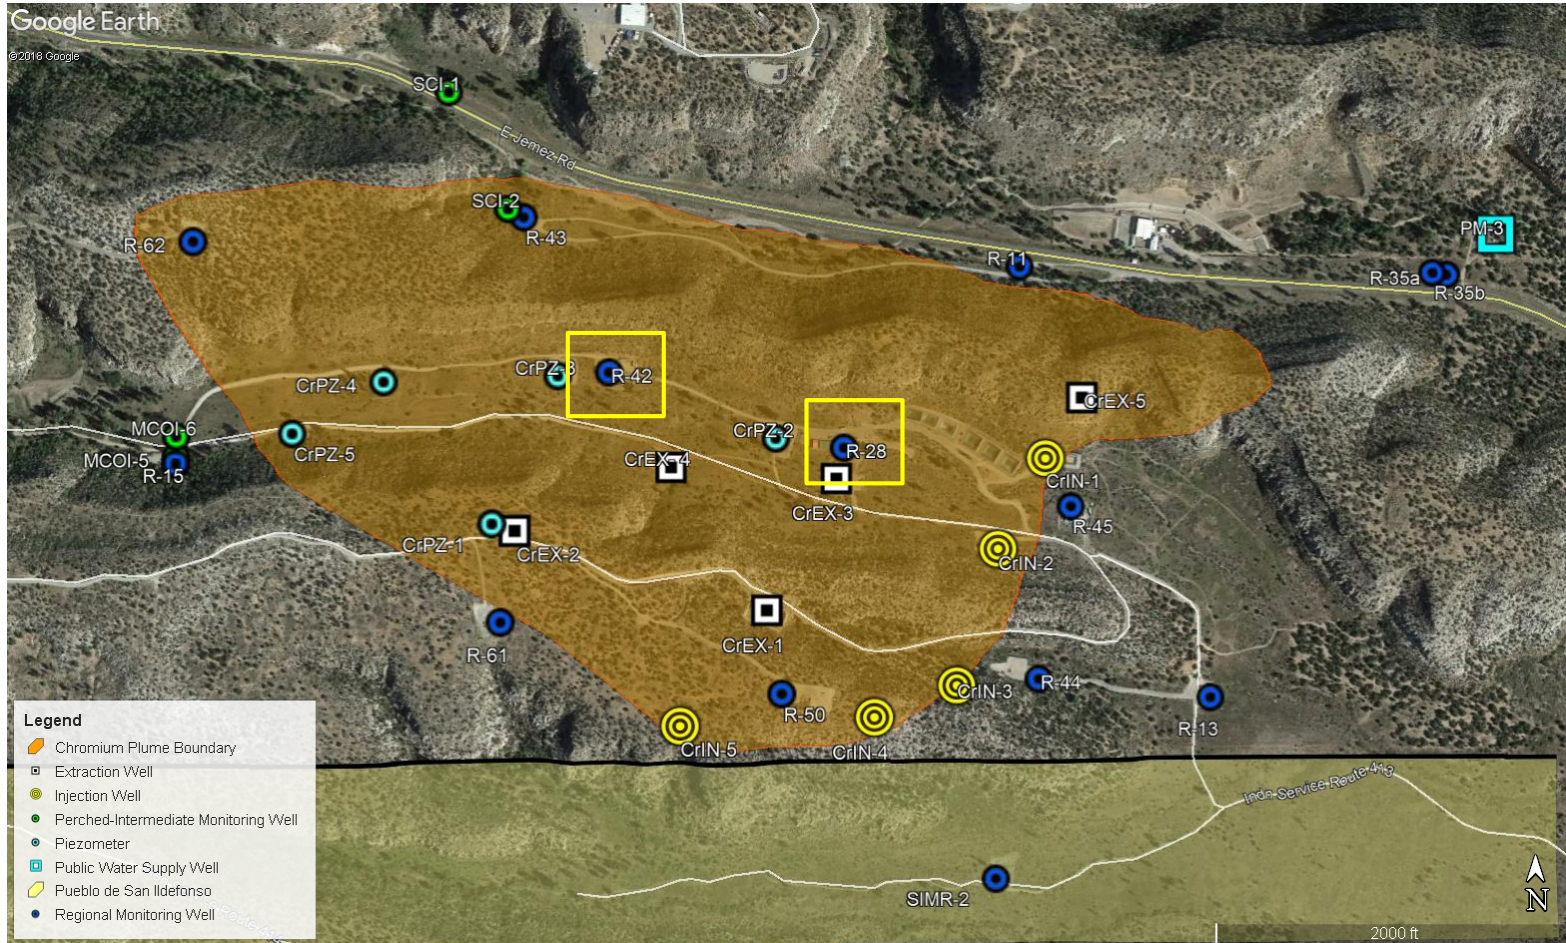 Google Earth
©2018 Google
SCI-1
E Jemez Rd
SCI-2
R-43
R-62
R-11
PM-3
R-35a
R-35b
CrPZ-4
CrPZ-3
R-42
CrEX-5
MCOI-6
MCOI-5
R-15
CrPZ-5
CrPZ-2
R-28
CrEX-4
CrEX-3
CrIN-1
R-45
CrPZ-1
CrEX-2
CrIN-2
CrEX-1
R-61
CrIN-3
R-44
R-50
R-13
CrIN-5
CrIN-4
Indn Service Route 413
SIMR-2
Legend
Chromium Plume Boundary
Extraction Well
Injection Well
Perched-Intermediate Monitoring Well
Piezometer
Public Water Supply Well
Pueblo de San Ildefonso
Regional Monitoring Well
N
2000 ft